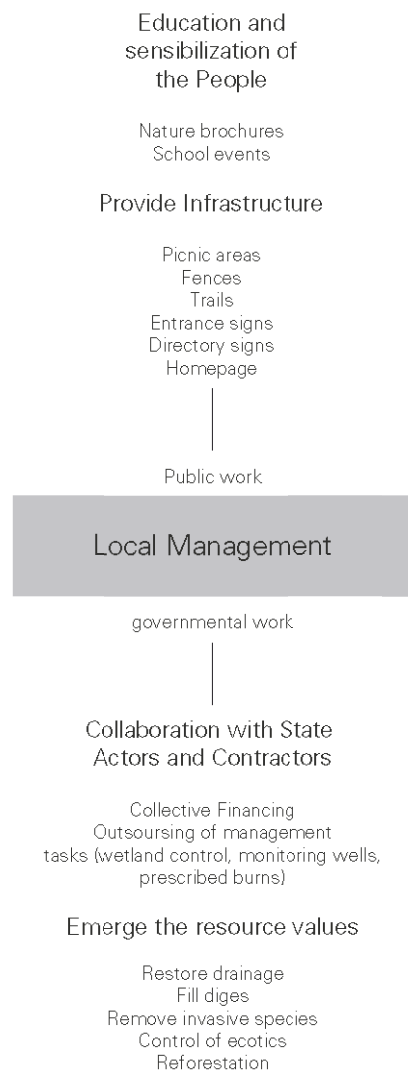 Education and
sensibilization of
the People
Nature brochures
School events
Provide Infrastructure
Picnic areas
Fences
Trails
Entrance signs
Directory signs
Homepage
Public work
Local Management
governmental work
Collaboration with State
Actors and Contractors
Collective Financing
Outsoursing of management
tasks (wetland control, monitoring wells,
prescribed burns)
Emerge the resource values
Restore drainage
Fill diges
Remove invasive species
Control of ecotics
Reforestation